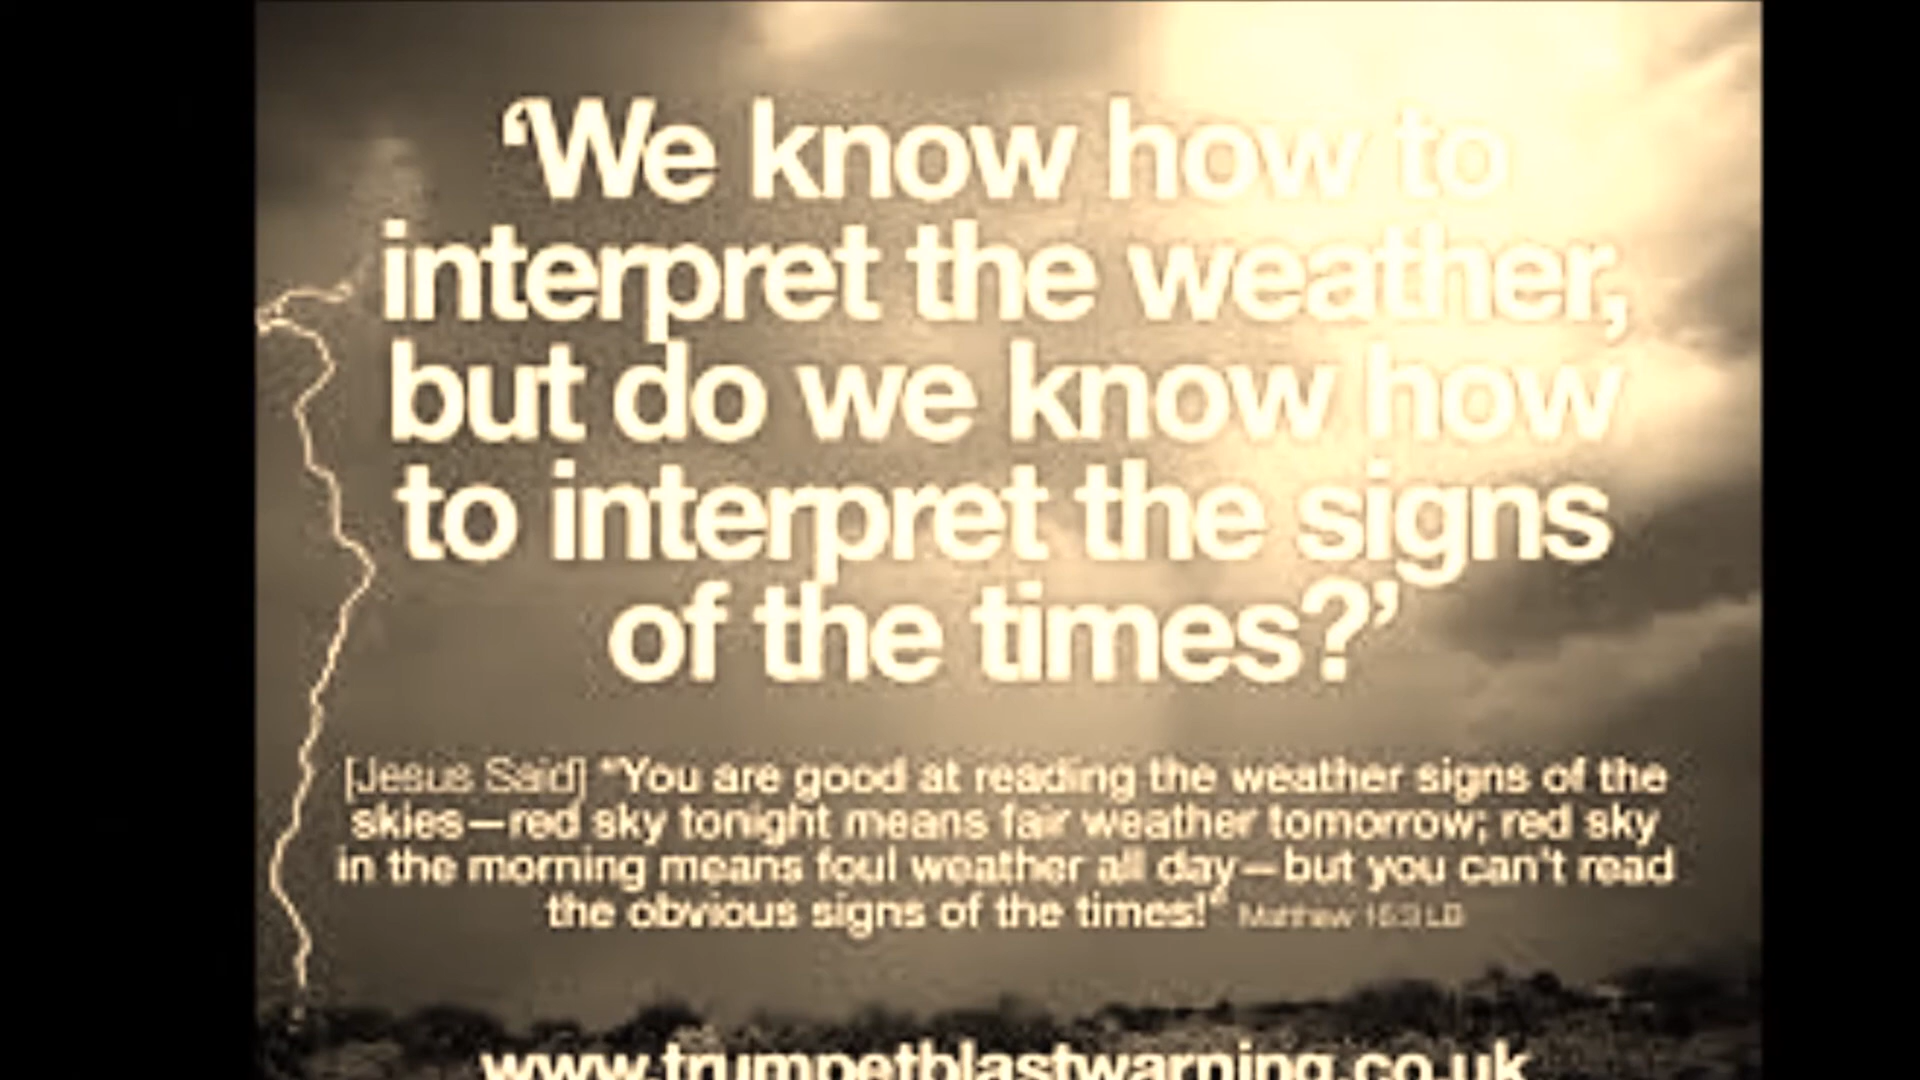 ‘We know how to
interpret the weather,
but do we know how
to interpret the signs
of the times?’
[Jesus Said] “You are good at reading the weather signs of the
skies—red sky tonight means fair weather tomorrow; red sky
in the morning means foul weather all day—but you can't read
the obvious signs of the times!” Matthew 16:3 LB
www.trumpetblastwarning.co.uk